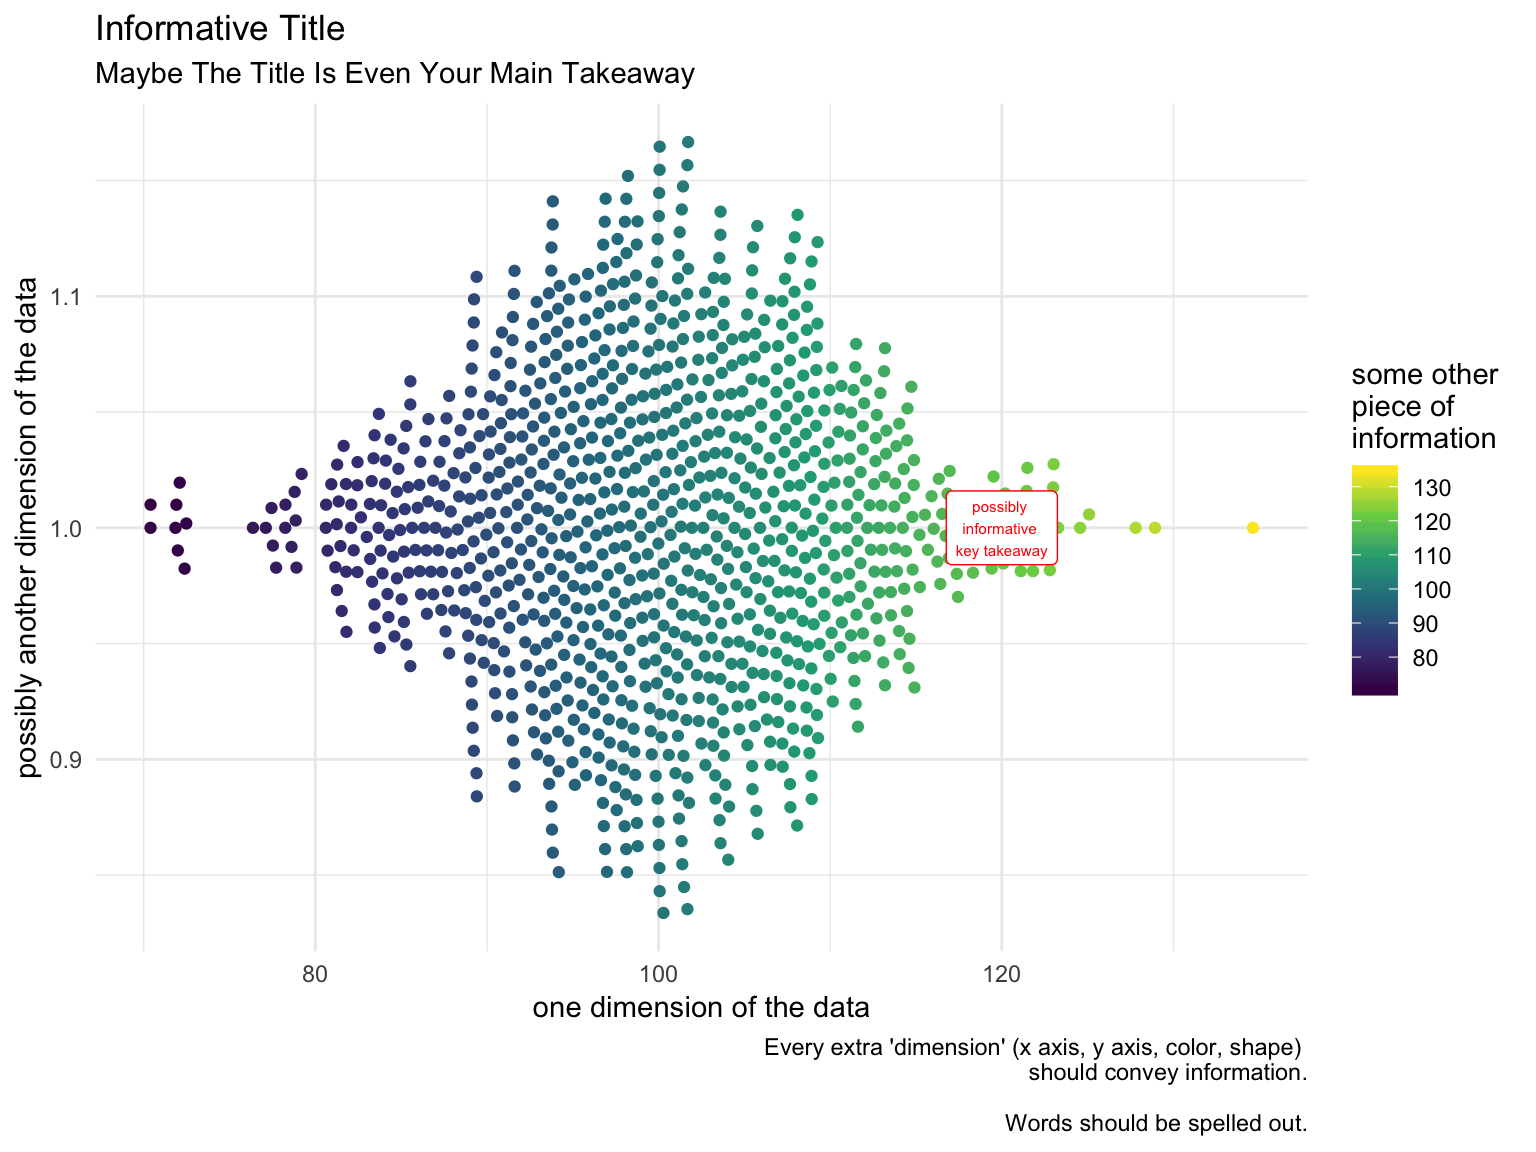 Informative Title
Maybe The Title Is Even Your Main Takeaway
possibly another dimension of the data
1.1
1.0
0.9
possibly
informative
key takeaway
80
100
120
one dimension of the data
some other
piece of
information
130
120
110
100
90
80
Every extra 'dimension' (x axis, y axis, color, shape)
should convey information.
Words should be spelled out.